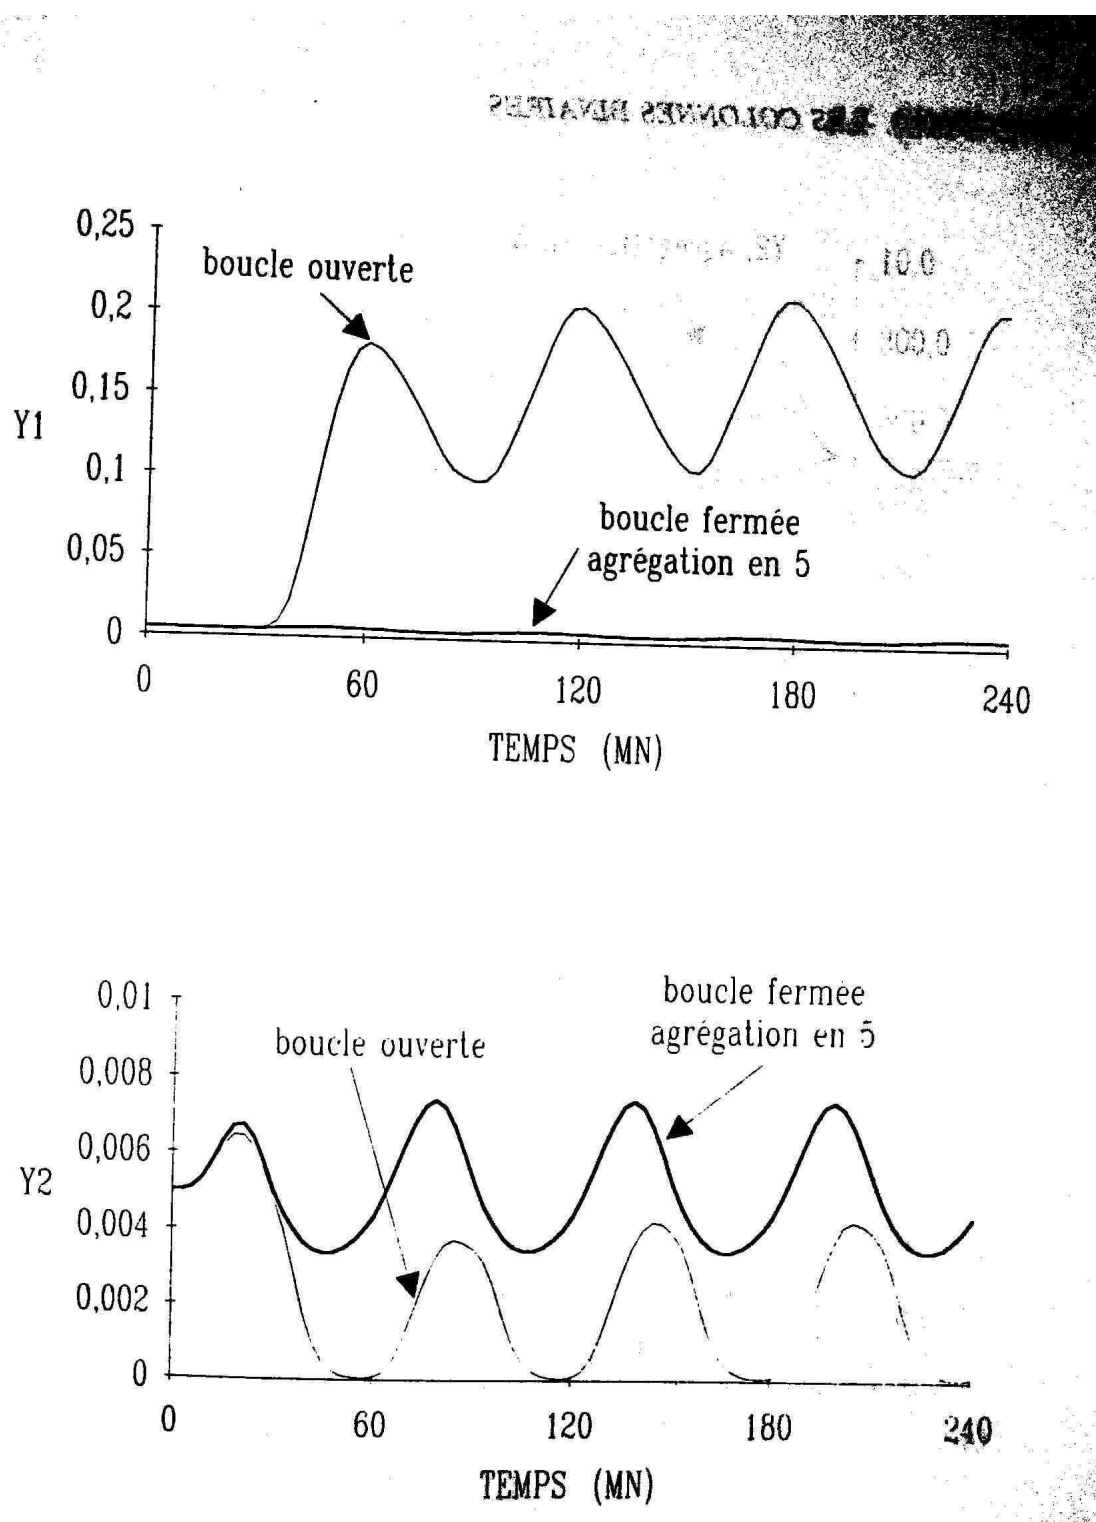 0,25
boucle ouverte
0,2
0,15
Y1
0,1
boucle fermée
0,05
agrégation en 5
0
0 60 120 180 240
TEMPS (MN)
0,01
boucle fermée
boucle ouverte
agrégation en 5
0,008
0,006
Y2
0,004
0,002
0
0 60 120 180 240
TEMPS (MN)